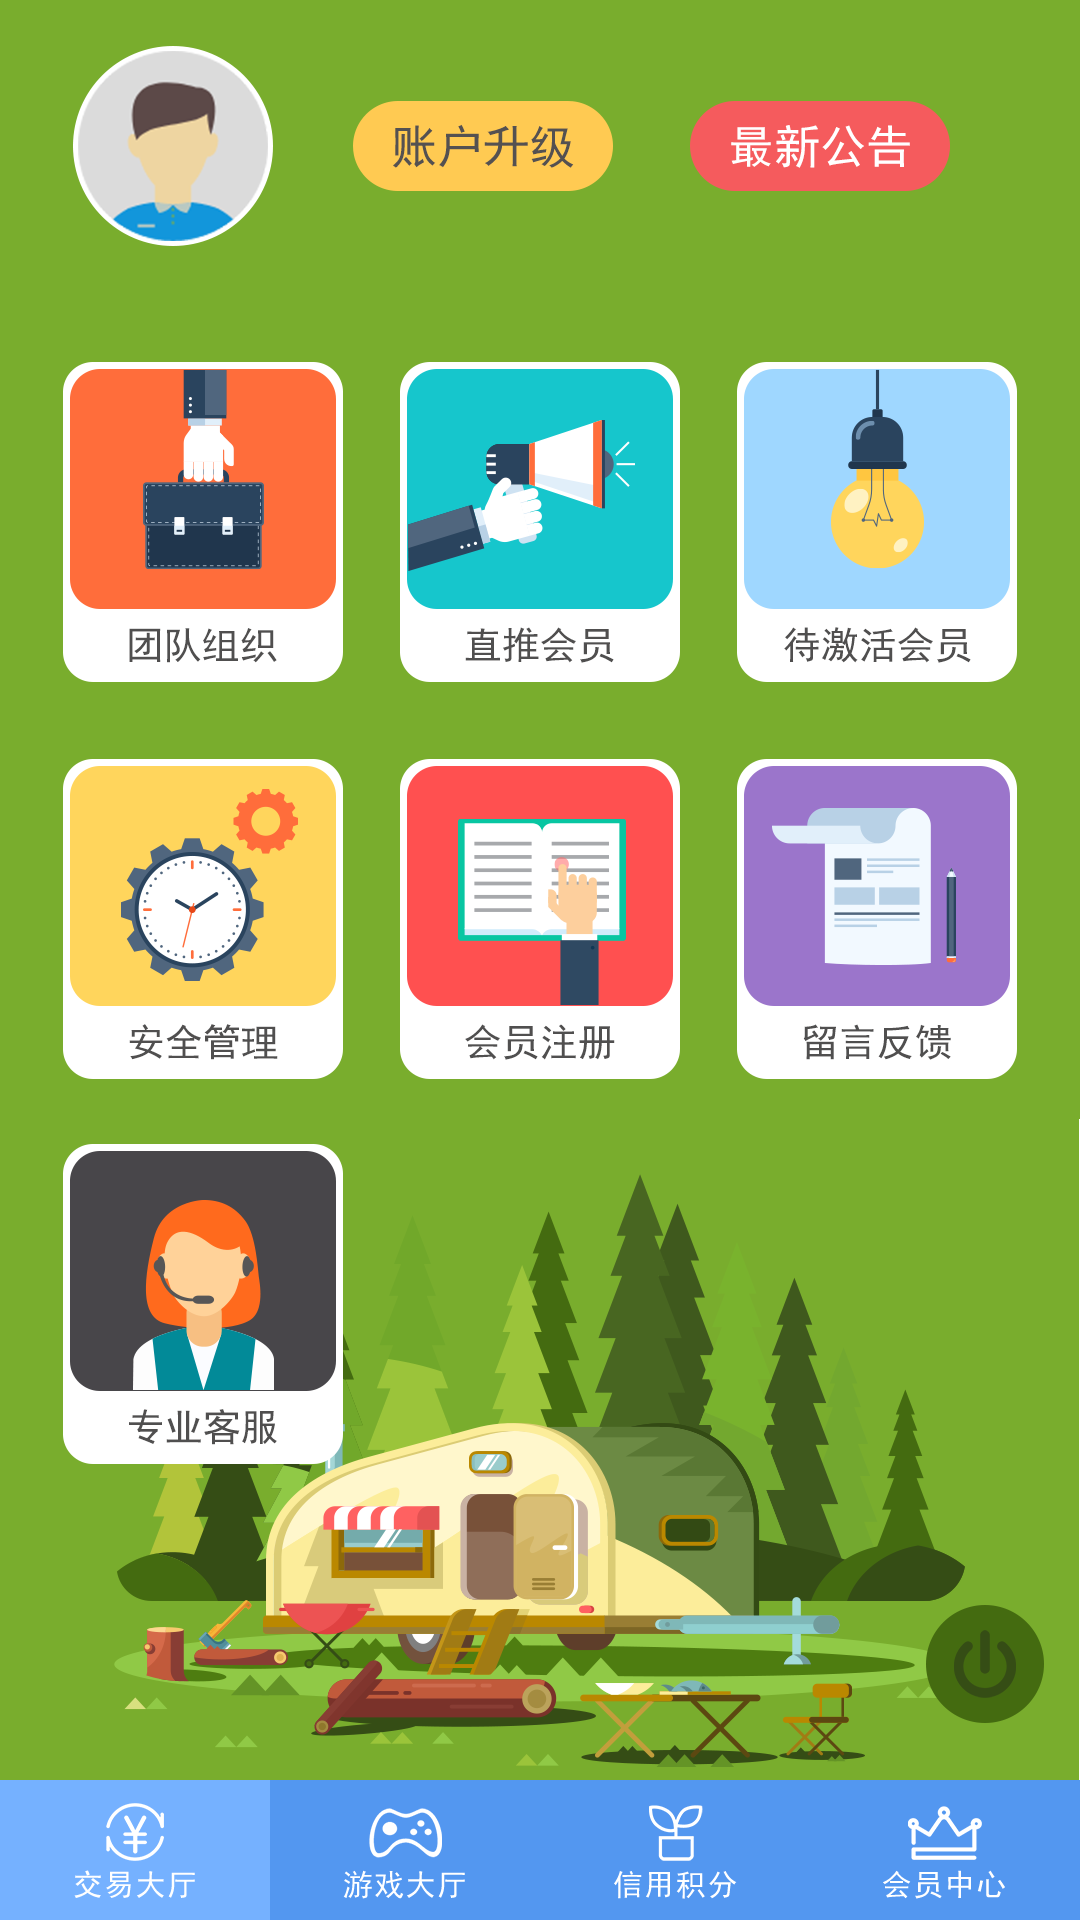 账户升级
最新公告
团队组织
直推会员
待激活会员
安全管理
会员注册
留言反馈
专业客服
交易大厅
游戏大厅
信用积分
会员中心